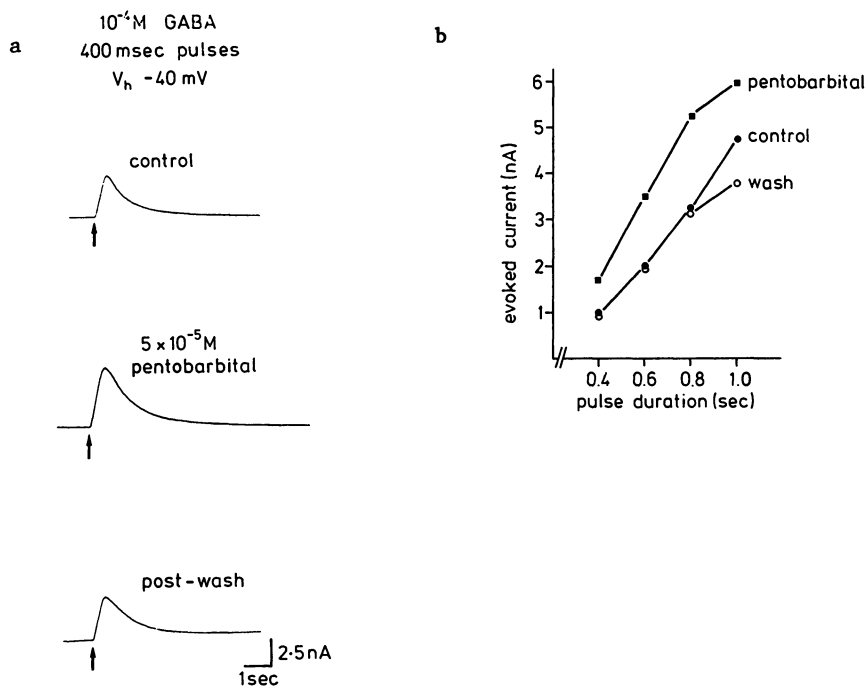 a
10⁻⁴M GABA
400 msec pulses
Vₕ -40 mV
control
5 x 10⁻⁵M
pentobarbital
post-wash
2·5nA
1sec
b
evoked current (nA)
6
5
4
3
2
1
pentobarbital
control
wash
0.4 0.6 0.8 1.0
pulse duration (sec)